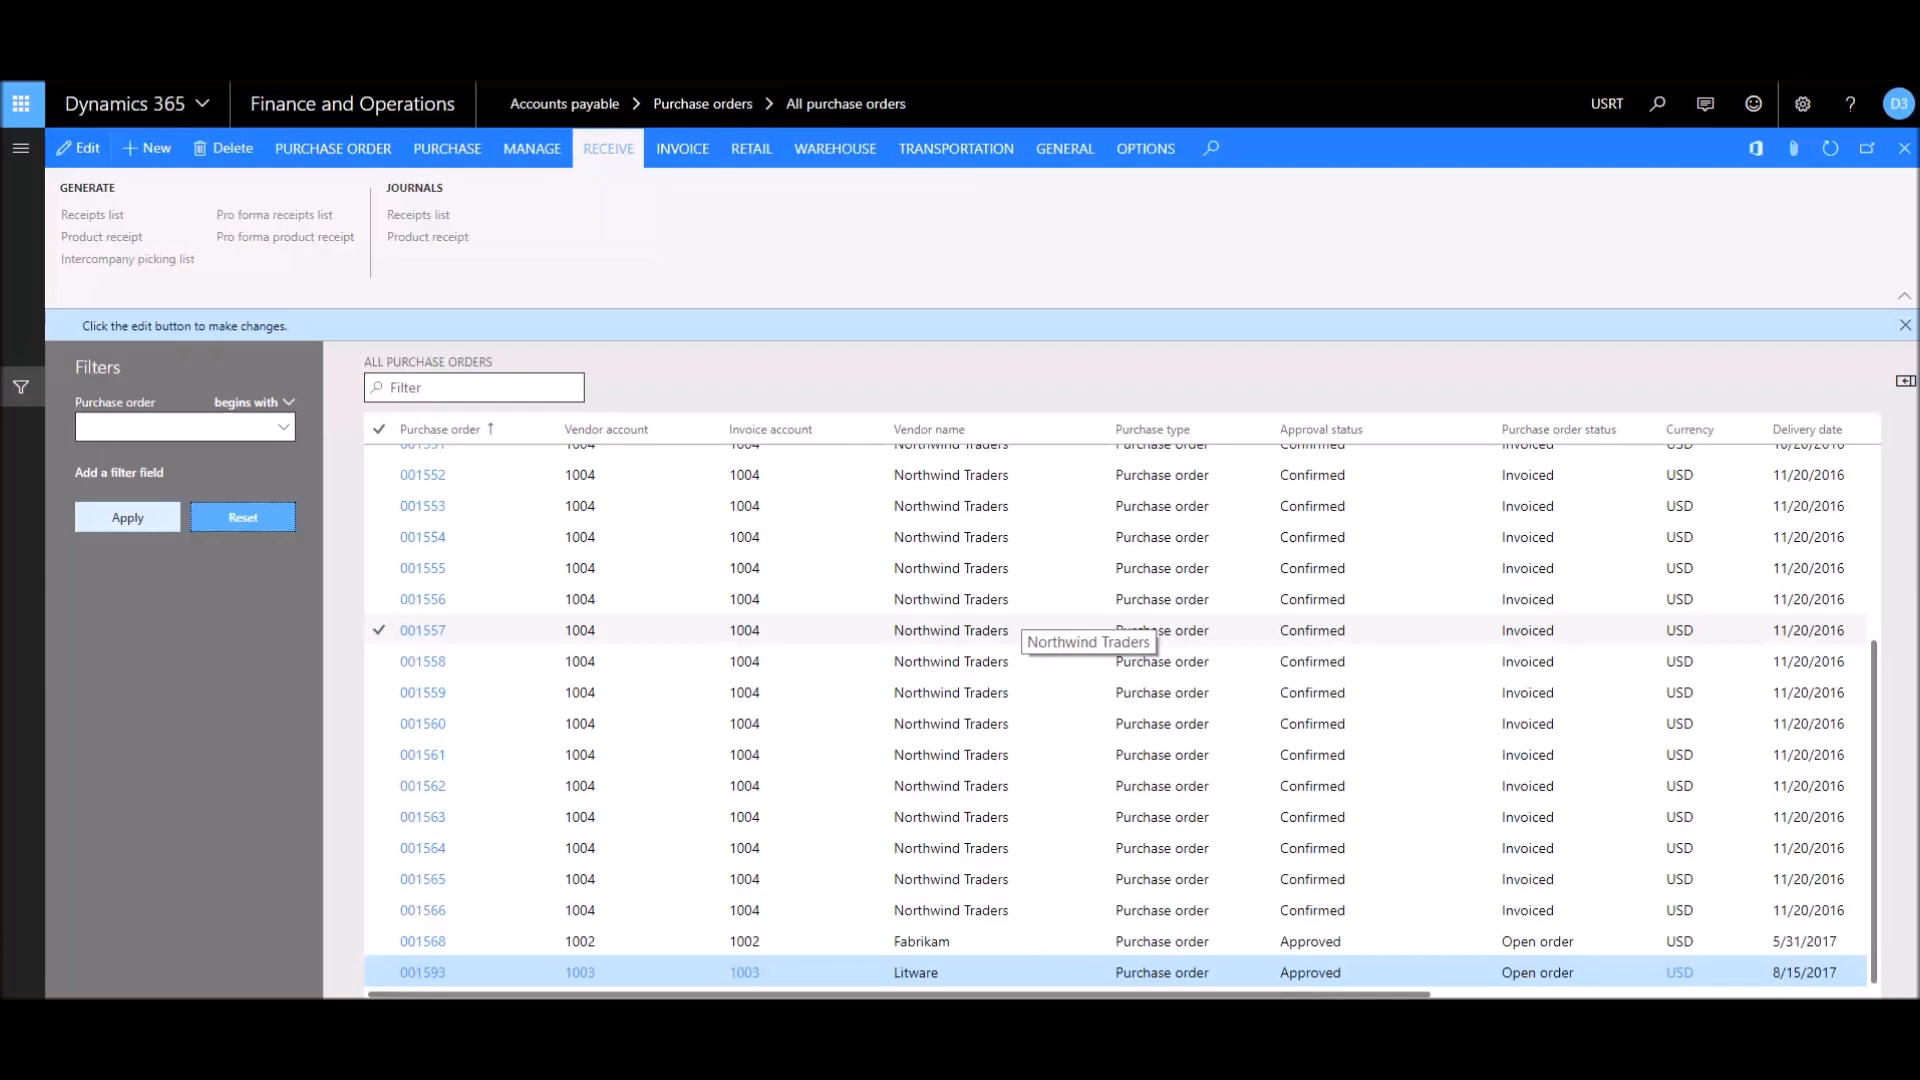 Dynamics 365 Finance and Operations Accounts payable Purchase orders All purchase orders USRT ? D3
Edit New Delete PURCHASE ORDER PURCHASE MANAGE RECEIVE INVOICE RETAIL WAREHOUSE TRANSPORTATION GENERAL OPTIONS
GENERATE JOURNALS
Receipts list Pro forma receipts list Receipts list
Product receipt Pro forma product receipt Product receipt
Intercompany picking list
Click the edit button to make changes.
Filters
Purchase order begins with
Add a filter field
Apply Reset
ALL PURCHASE ORDERS
Filter
Purchase order Vendor account Invoice account Vendor name Purchase type Approval status Purchase order status Currency Delivery date
001551 1004 1004 Northwind Traders Purchase order Confirmed Invoiced USD 10/20/2016
001552 1004 1004 Northwind Traders Purchase order Confirmed Invoiced USD 11/20/2016
001553 1004 1004 Northwind Traders Purchase order Confirmed Invoiced USD 11/20/2016
001554 1004 1004 Northwind Traders Purchase order Confirmed Invoiced USD 11/20/2016
001555 1004 1004 Northwind Traders Purchase order Confirmed Invoiced USD 11/20/2016
001556 1004 1004 Northwind Traders Purchase order Confirmed Invoiced USD 11/20/2016
001557 1004 1004 Northwind Traders Purchase order Confirmed Invoiced USD 11/20/2016
Northwind Traders
001558 1004 1004 Northwind Traders Purchase order Confirmed Invoiced USD 11/20/2016
001559 1004 1004 Northwind Traders Purchase order Confirmed Invoiced USD 11/20/2016
001560 1004 1004 Northwind Traders Purchase order Confirmed Invoiced USD 11/20/2016
001561 1004 1004 Northwind Traders Purchase order Confirmed Invoiced USD 11/20/2016
001562 1004 1004 Northwind Traders Purchase order Confirmed Invoiced USD 11/20/2016
001563 1004 1004 Northwind Traders Purchase order Confirmed Invoiced USD 11/20/2016
001564 1004 1004 Northwind Traders Purchase order Confirmed Invoiced USD 11/20/2016
001565 1004 1004 Northwind Traders Purchase order Confirmed Invoiced USD 11/20/2016
001566 1004 1004 Northwind Traders Purchase order Confirmed Invoiced USD 11/20/2016
001568 1002 1002 Fabrikam Purchase order Approved Open order USD 5/31/2017
001593 1003 1003 Litware Purchase order Approved Open order USD 8/15/2017